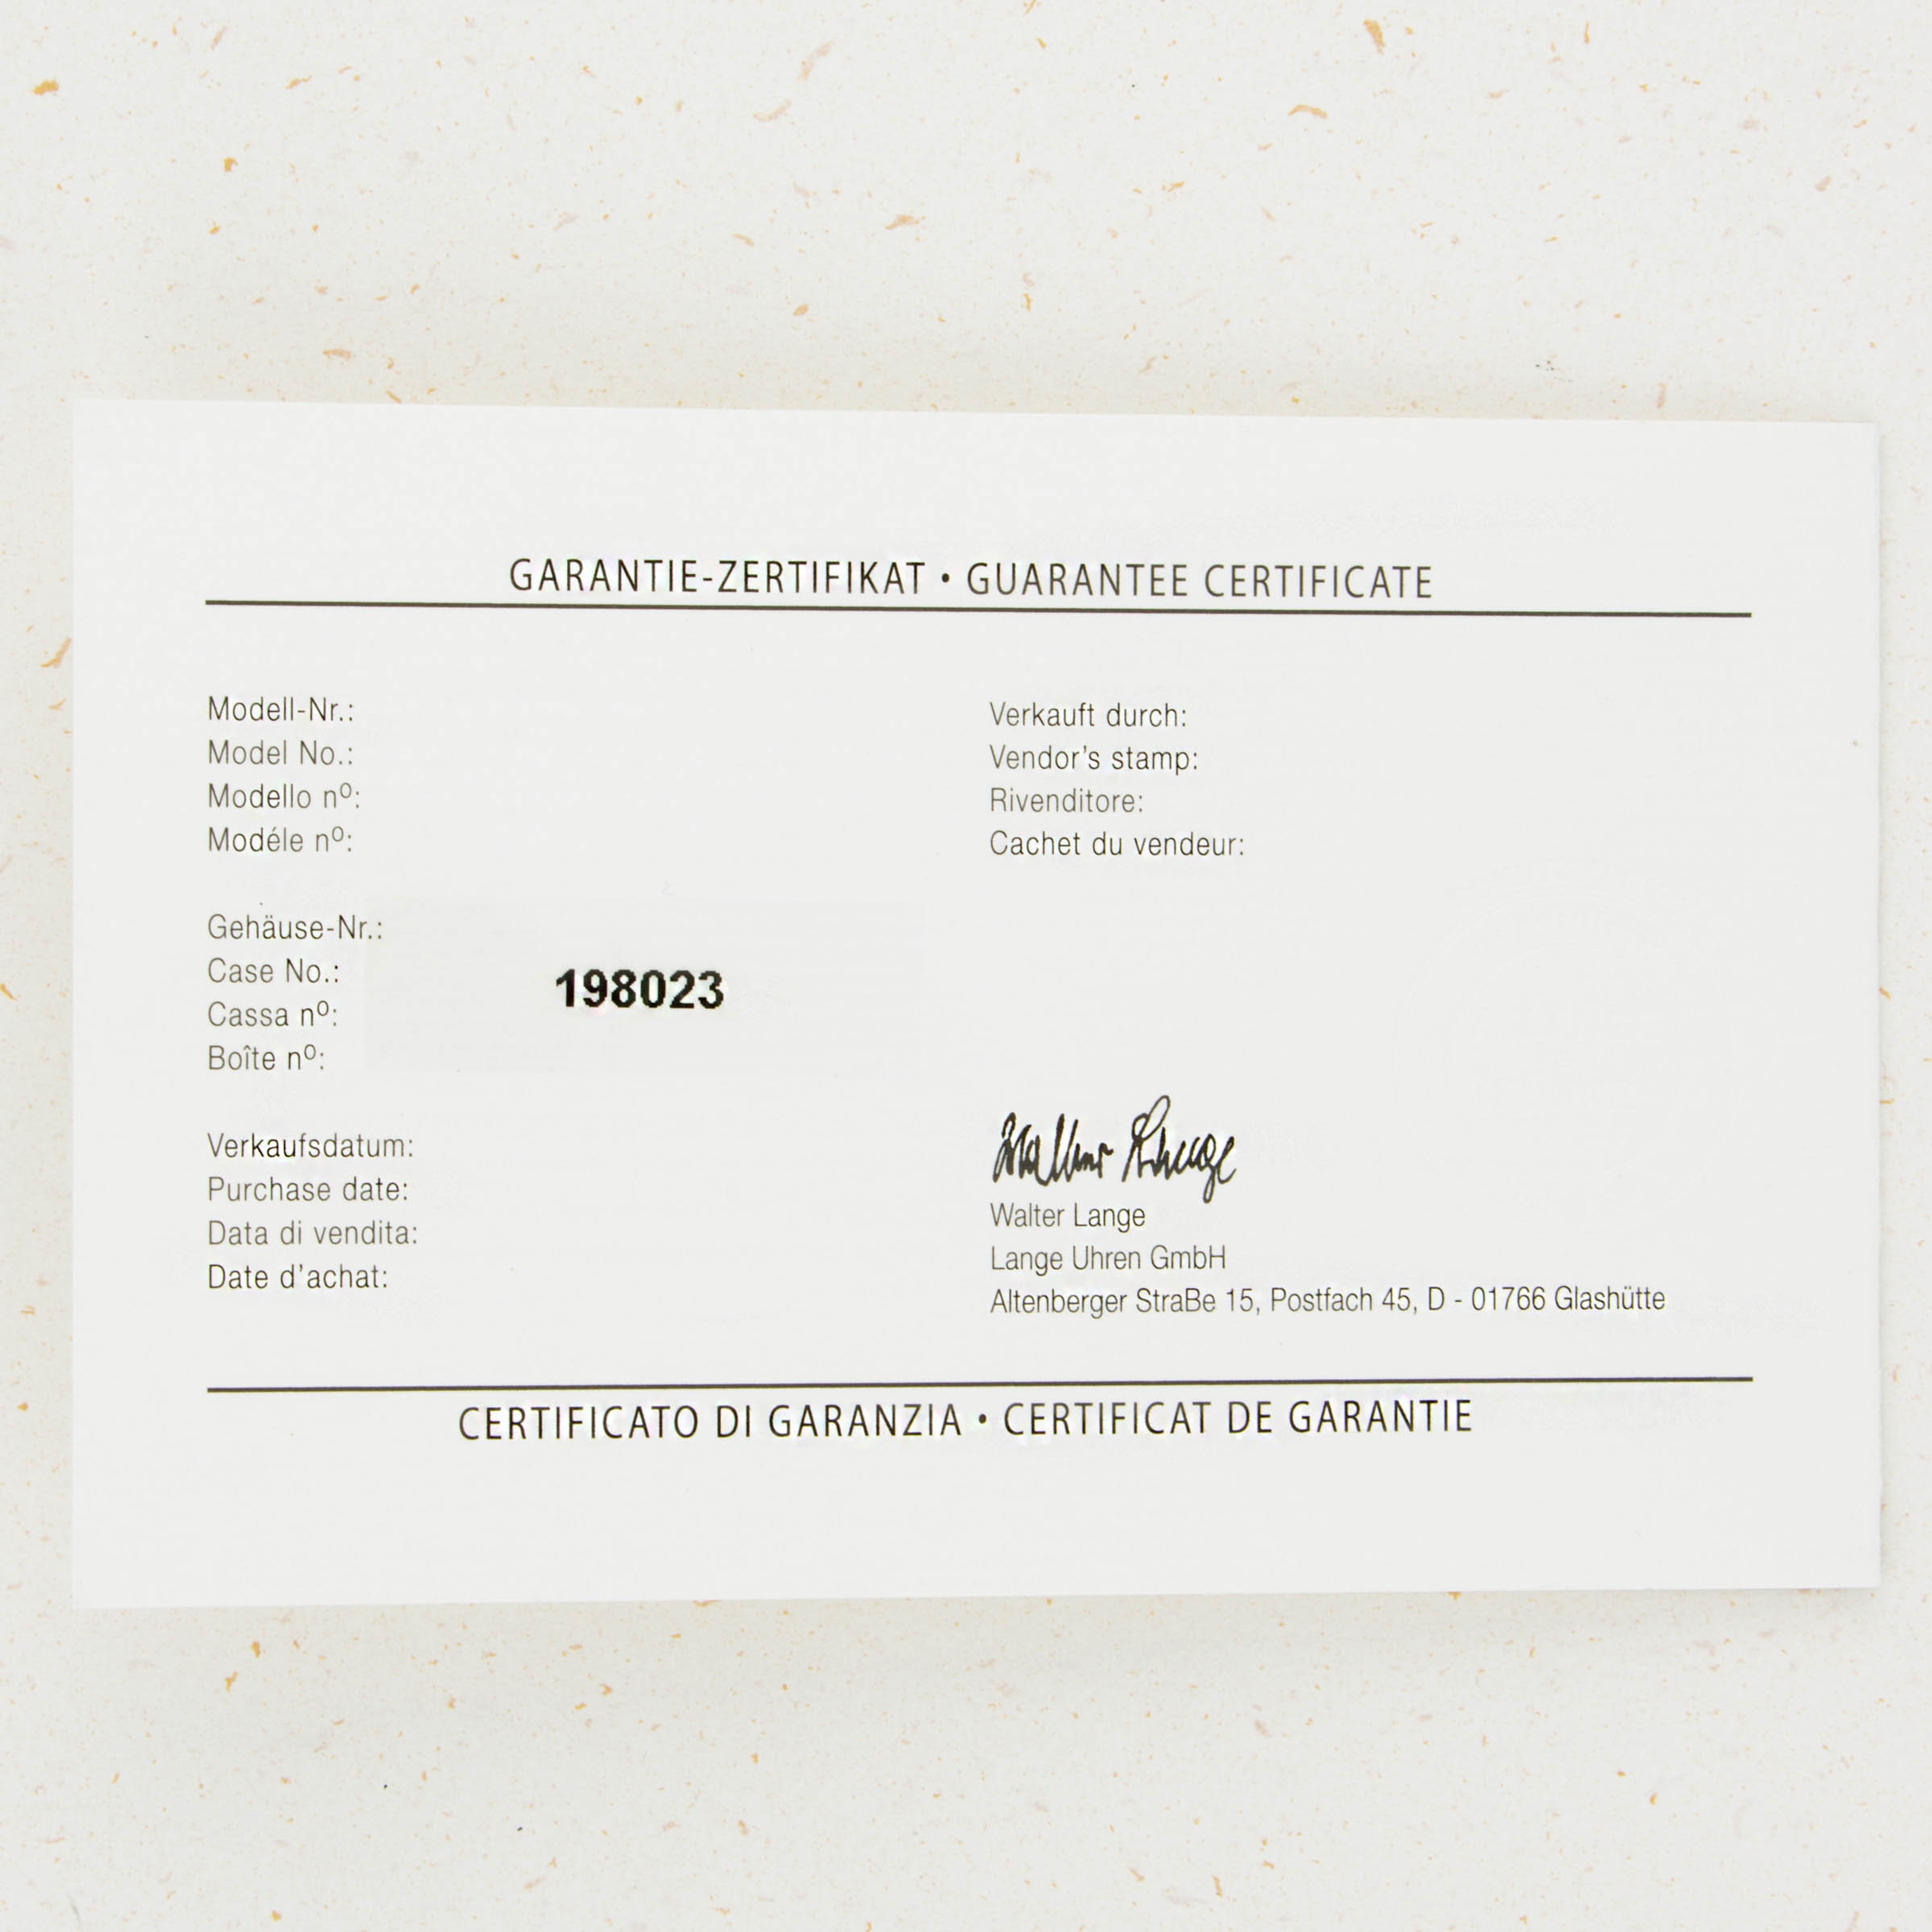 GARANTIE-ZERTIFIKAT • GUARANTEE CERTIFICATE
Modell-Nr.:
Model No.:
Modello nº:
Modéle nº:
Verkauft durch:
Vendor's stamp:
Rivenditore:
Cachet du vendeur:
Gehäuse-Nr.:
Case No.:
Cassa nº:
Boîte nº:
198023
Verkaufsdatum:
Purchase date:
Data di vendita:
Date d'achat:
Walter Lange
Walter Lange
Lange Uhren GmbH
Altenberger StraBe 15, Postfach 45, D - 01766 Glashütte
CERTIFICATO DI GARANZIA • CERTIFICAT DE GARANTIE